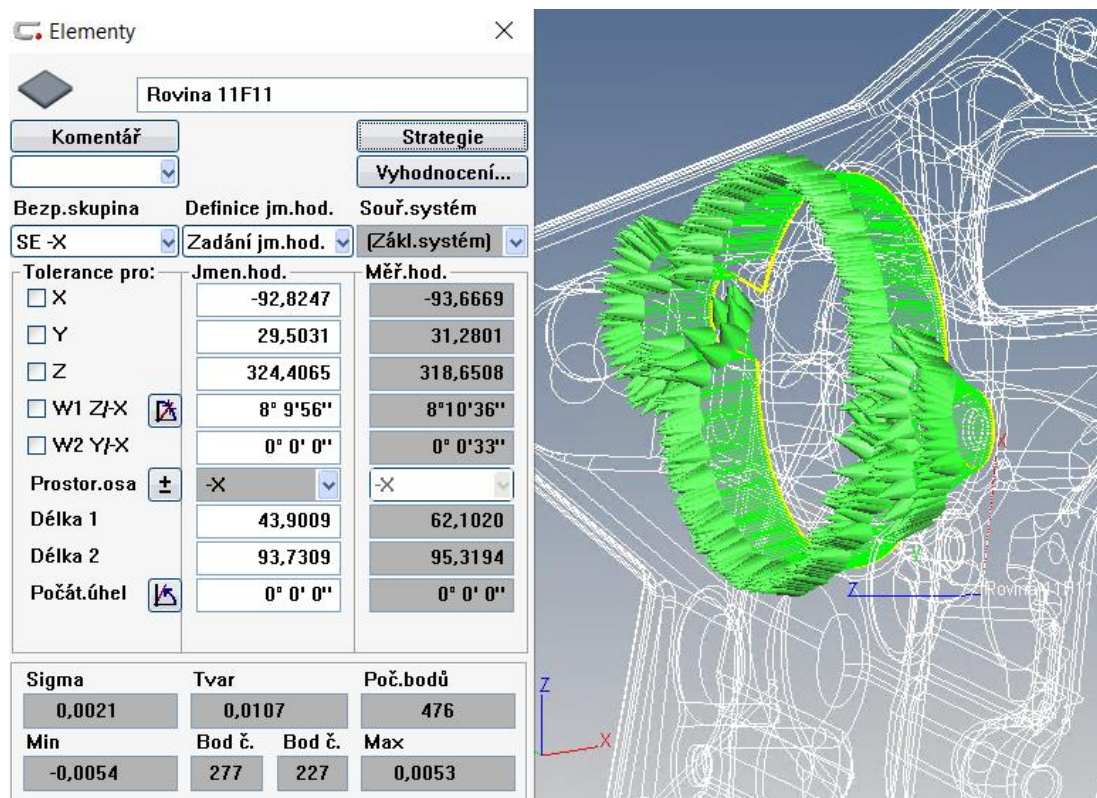 Elementy
Rovina 11F11
Komentář Strategie
Vyhodnocení...
Bezp.skupina Definice jm.hod. Souř.systém
SE -X Zadání jm.hod. (Zákl.systém)
Tolerance pro: Jmen.hod. Měř.hod.
X -92,8247 -93,6669
Y 29,5031 31,2801
Z 324,4065 318,6508
W1 Z/-X 8° 9'56'' 8°10'36''
W2 Y/-X 0° 0' 0'' 0° 0'33''
Prostor.osa ± -X -X
Délka 1 43,9009 62,1020
Délka 2 93,7309 95,3194
Počát.úhel 0° 0' 0'' 0° 0' 0''
Sigma Tvar Poč.bodů
0,0021 0,0107 476
Min Bod č. Bod č. Max
-0,0054 277 227 0,0053
X
Y
Z
Z
X